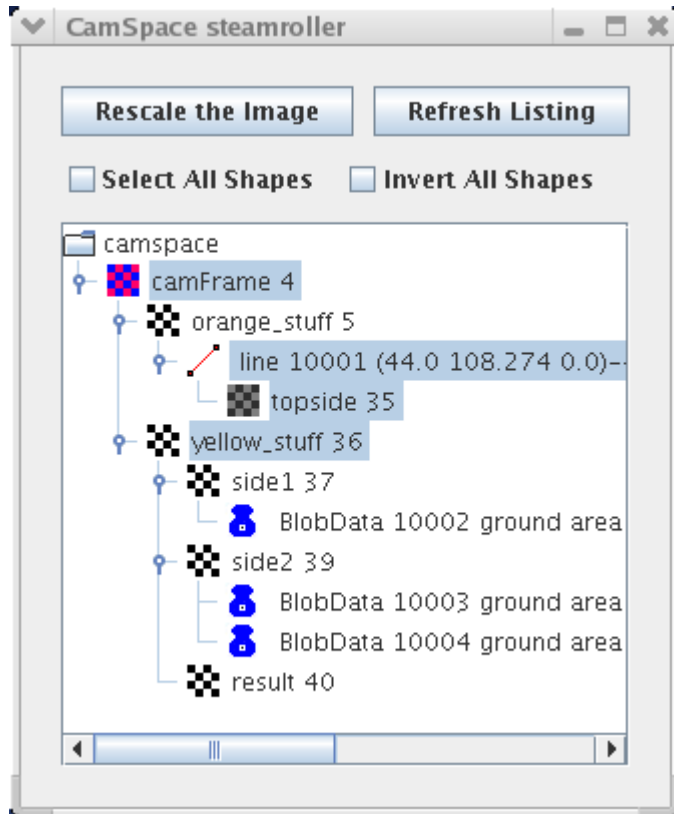 CamSpace steamroller
Rescale the Image Refresh Listing
Select All Shapes Invert All Shapes
camspace
camFrame 4
orange_stuff 5
line 10001 (44.0 108.274 0.0)--
topside 35
yellow_stuff 36
side1 37
BlobData 10002 ground area
side2 39
BlobData 10003 ground area
BlobData 10004 ground area
result 40